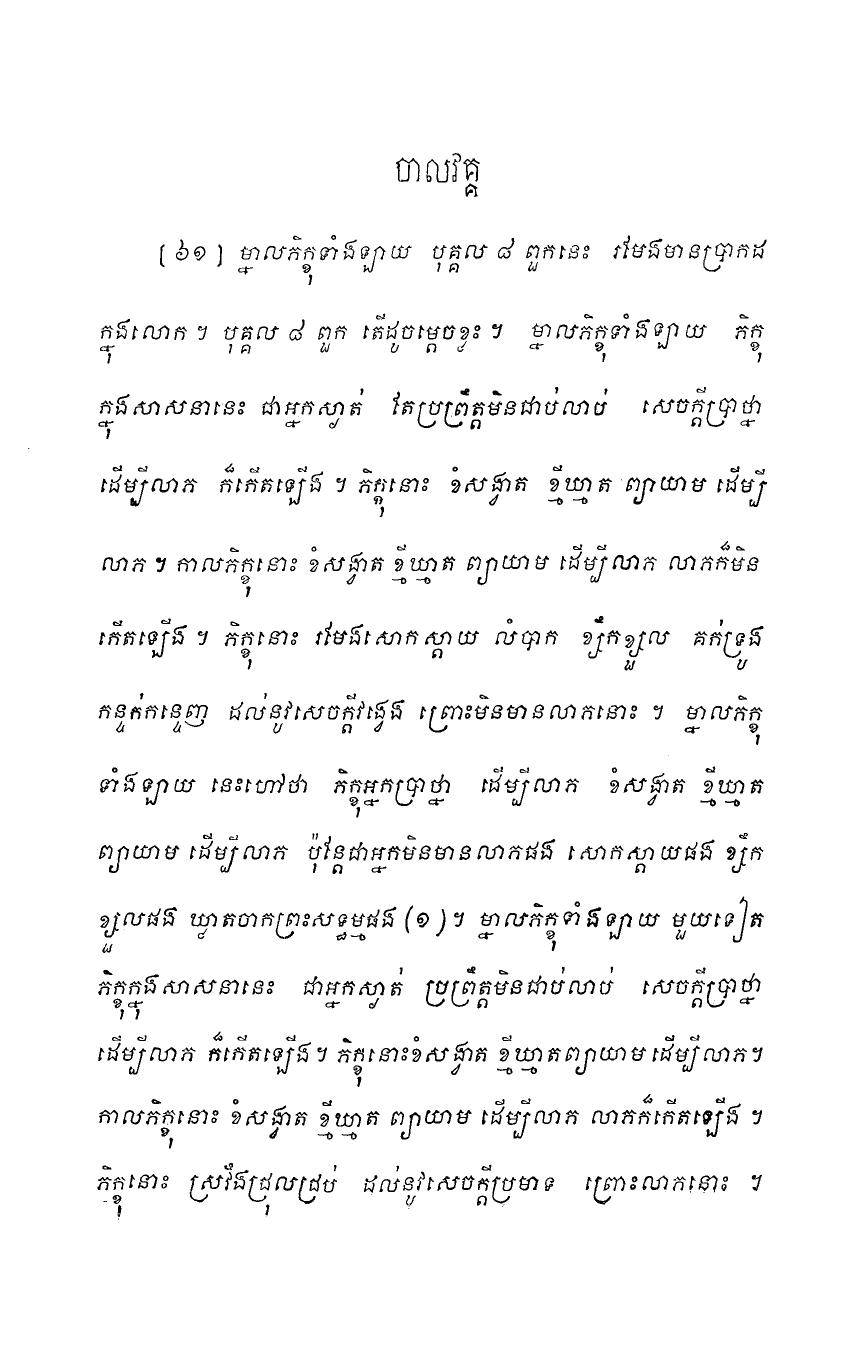 ចាលវគ្គ
(៦១) ម្នាលភិក្ខុទាំងឡាយ បុគ្គល ៨ ពួកនេះ រមែងមានប្រាកដ
ក្នុងលោក ។ បុគ្គល ៨ ពួក តើដូចម្តេចខ្លះ ។ ម្នាលភិក្ខុទាំងឡាយ ភិក្ខុ
ក្នុងសាសនានេះ ជាអ្នកស្ងាត់ តែប្រព្រឹត្តមិនជាប់លាប់ សេចក្តីប្រាថ្នា
ដើម្បីលាភ ក៏កើតឡើង ។ ភិក្ខុនោះ ខំសង្វាត ខ្មីឃ្មាត ព្យាយាម ដើម្បី
លាភ ។ កាលភិក្ខុនោះ ខំសង្វាត ខ្មីឃ្មាត ព្យាយាម ដើម្បីលាភ លាភក៏មិន
កើតឡើង ។ ភិក្ខុនោះ រមែងសោកស្តាយ លំបាក ខ្សឹកខ្សួល គក់ទ្រូង
កន្ទក់កន្ទេញ ដល់នូវសេចក្តីវង្វេង ព្រោះមិនមានលាភនោះ ។ ម្នាលភិក្ខុ
ទាំងឡាយ នេះហៅថា ភិក្ខុអ្នកប្រាថ្នា ដើម្បីលាភ ខំសង្វាត ខ្មីឃ្មាត
ព្យាយាម ដើម្បីលាភ ប៉ុន្តែជាអ្នកមិនមានលាភផង សោកស្តាយផង ខ្សឹក
ខ្សួលផង ឃ្លាតចាកព្រះសទ្ធម្មផង (១) ។ ម្នាលភិក្ខុទាំងឡាយ មួយទៀត
ភិក្ខុក្នុងសាសនានេះ ជាអ្នកស្ងាត់ ប្រព្រឹត្តមិនជាប់លាប់ សេចក្តីប្រាថ្នា
ដើម្បីលាភ ក៏កើតឡើង ។ ភិក្ខុនោះខំសង្វាត ខ្មីឃ្មាតព្យាយាម ដើម្បីលាភ ។
កាលភិក្ខុនោះ ខំសង្វាត ខ្មីឃ្មាត ព្យាយាម ដើម្បីលាភ លាភក៏កើតឡើង ។
ភិក្ខុនោះ ស្រវឹងជ្រុលជ្រប់ ដល់នូវសេចក្តីប្រមាទ ព្រោះលាភនោះ ។